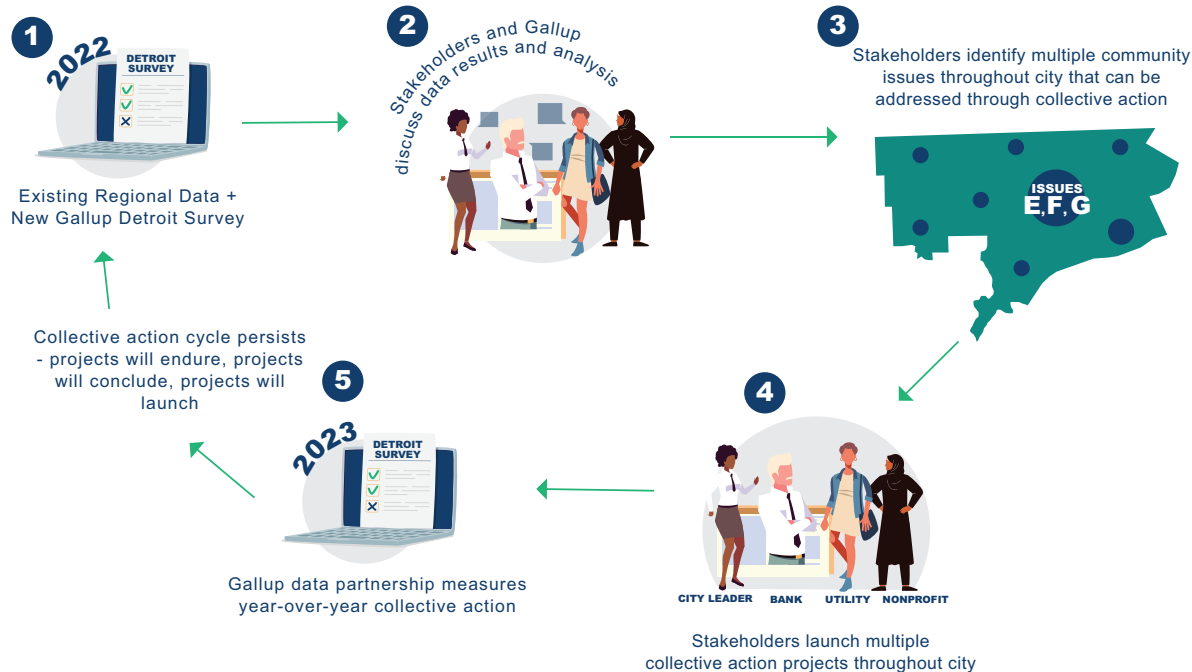 1
2022
DETROIT
SURVEY
Existing Regional Data +
New Gallup Detroit Survey
2
Stakeholders and Gallup
discuss data results and analysis
3
Stakeholders identify multiple community
issues throughout city that can be
addressed through collective action
ISSUES
E, F, G
4
CITY LEADER BANK UTILITY NONPROFIT
Stakeholders launch multiple
collective action projects throughout city
5
2023
DETROIT
SURVEY
Gallup data partnership measures
year-over-year collective action
Collective action cycle persists
- projects will endure, projects
will conclude, projects will
launch